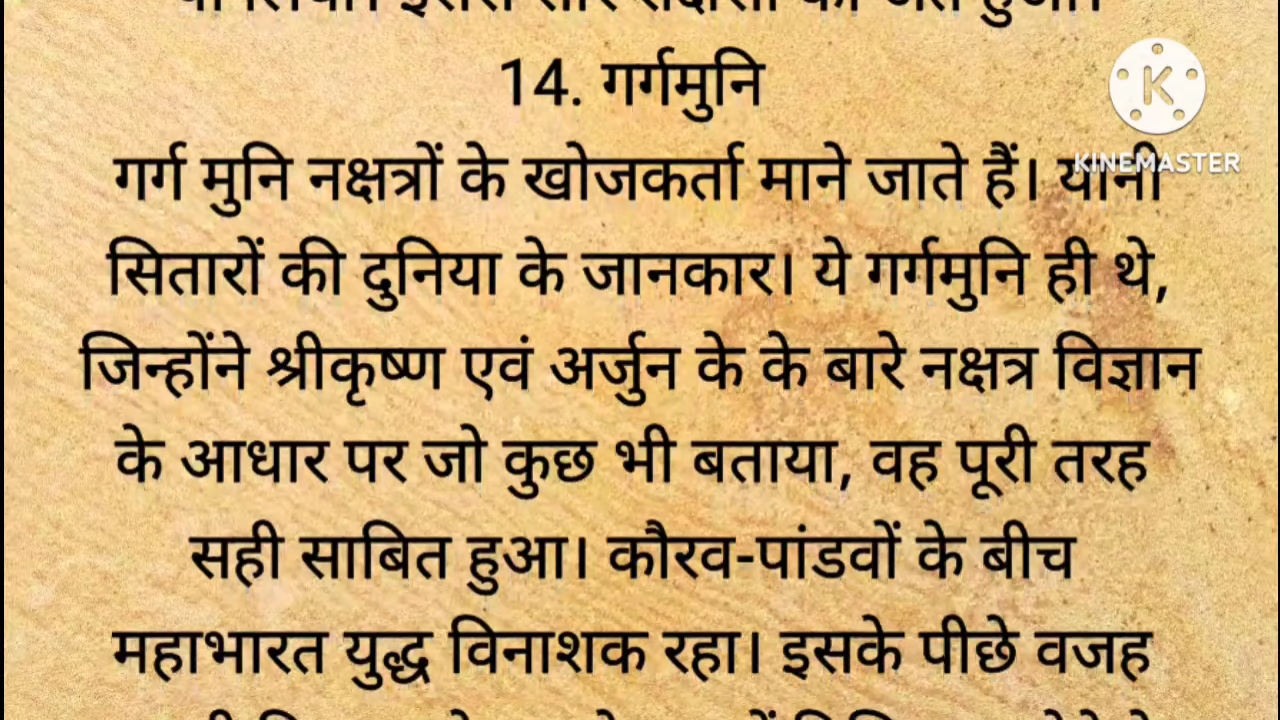 14. गर्गमुनि
गर्ग मुनि नक्षत्रों के खोजकर्ता माने जाते हैं। यानी
KINEMASTER
सितारों की दुनिया के जानकार। ये गर्गमुनि ही थे,
जिन्होंने श्रीकृष्ण एवं अर्जुन के के बारे नक्षत्र विज्ञान
के आधार पर जो कुछ भी बताया, वह पूरी तरह
सही साबित हुआ। कौरव-पांडवों के बीच
महाभारत युद्ध विनाशक रहा। इसके पीछे वजह